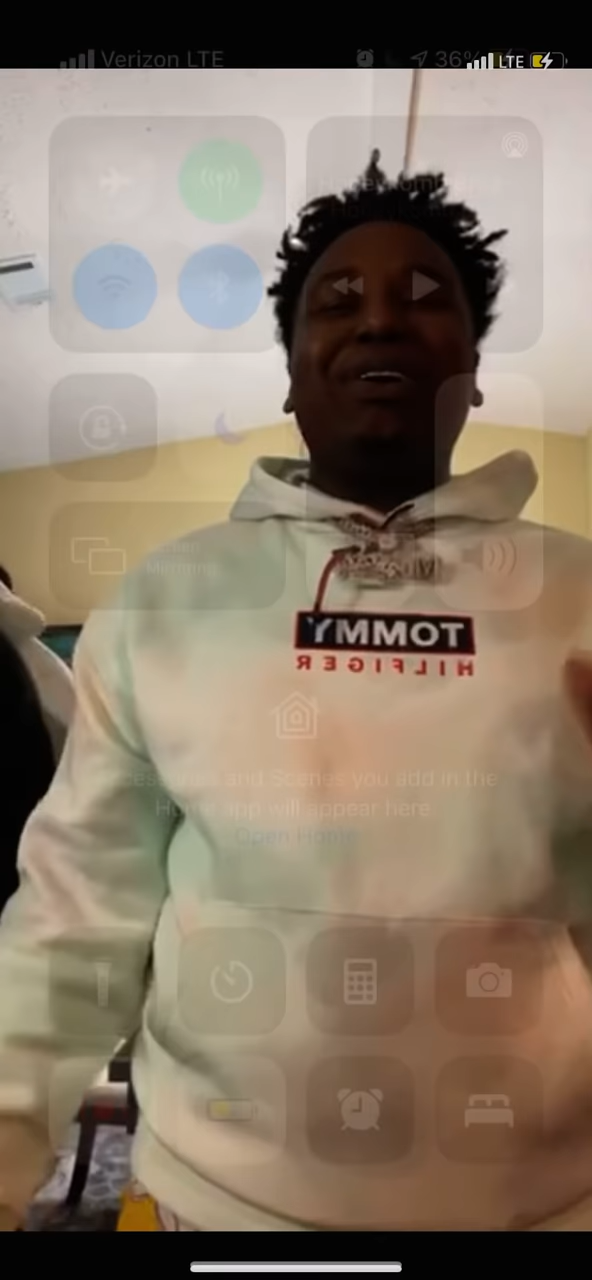 Verizon LTE 36%
LTE
Screen
Mirroring
TOMMY
HILFIGER
and Scenes you add in the
Home app will appear here
Open Home